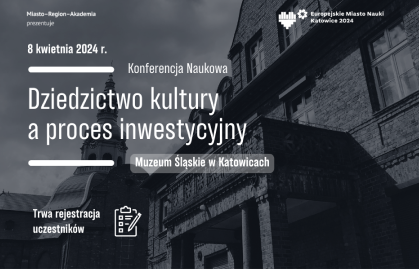 Miasto–Region–Akademia
prezentuje
Europejskie Miasto Nauki
Katowice 2024
8 kwietnia 2024 r.
Konferencja Naukowa
Dziedzictwo kultury
a proces inwestycyjny
Muzeum Śląskie w Katowicach
Trwa rejestracja
uczestników